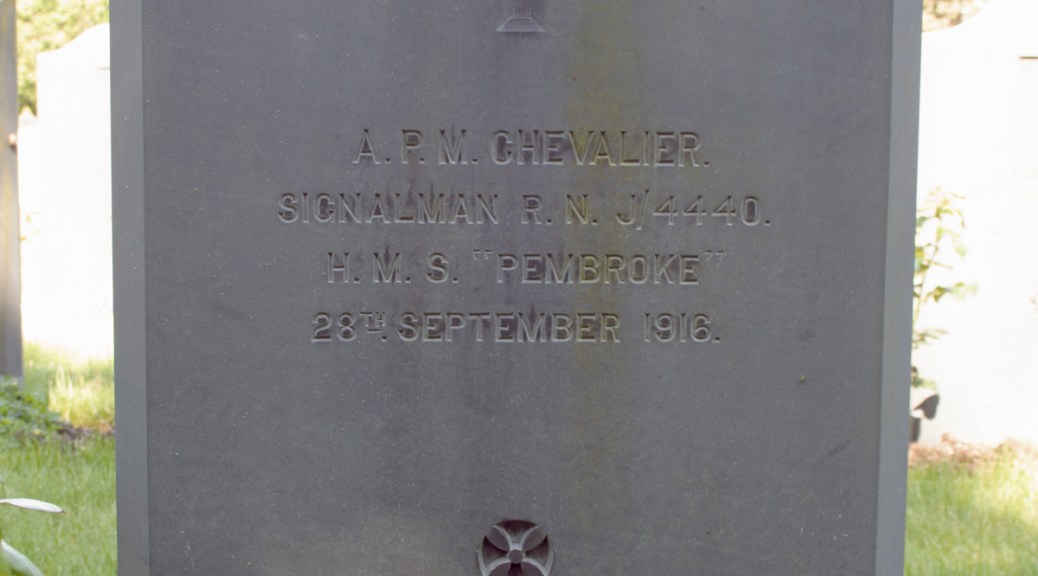 A. P. M. CHEVALIER.
SIGNALMAN R. N. J/4440.
H. M. S. "PEMBROKE"
28TH. SEPTEMBER 1916.